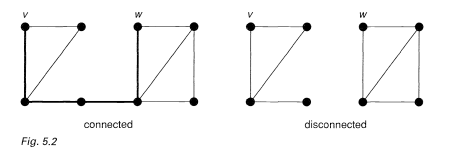 v w v w
connected disconnected
Fig. 5.2